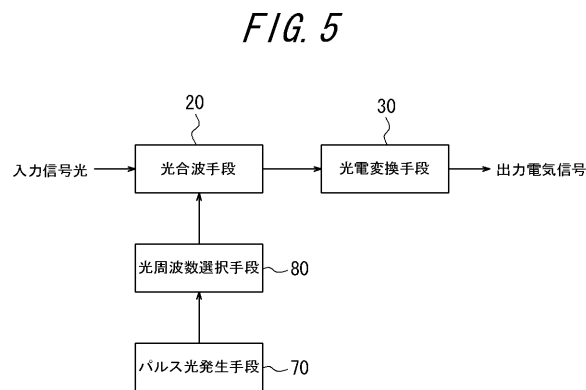 FIG. 5
20
30
入力信号光
光合波手段
光電変換手段
出力電気信号
光周波数選択手段
80
パルス光発生手段
70